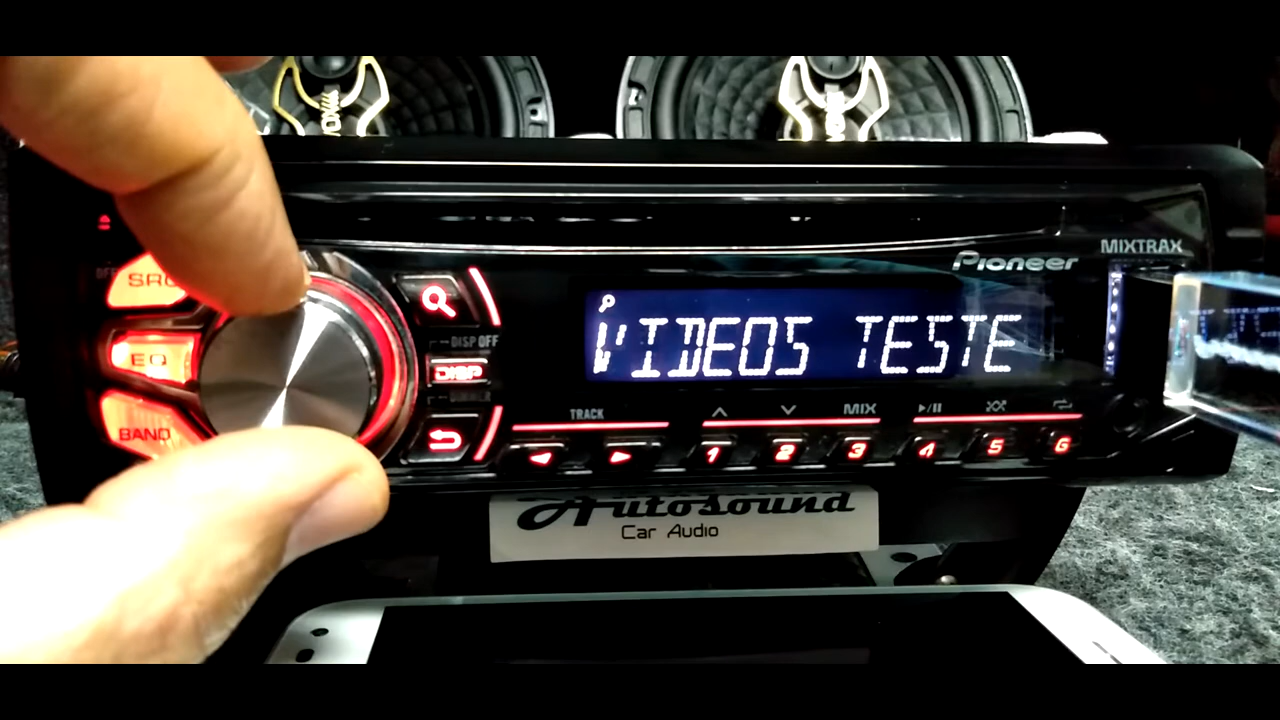 MIXTRAX
Pioneer
SRC
VIDEOS TESTE
DISP OFF
EQ
DISP
TRACK
MIX
BAND
1 2 3 4 5 6
Autosound
Car Audio